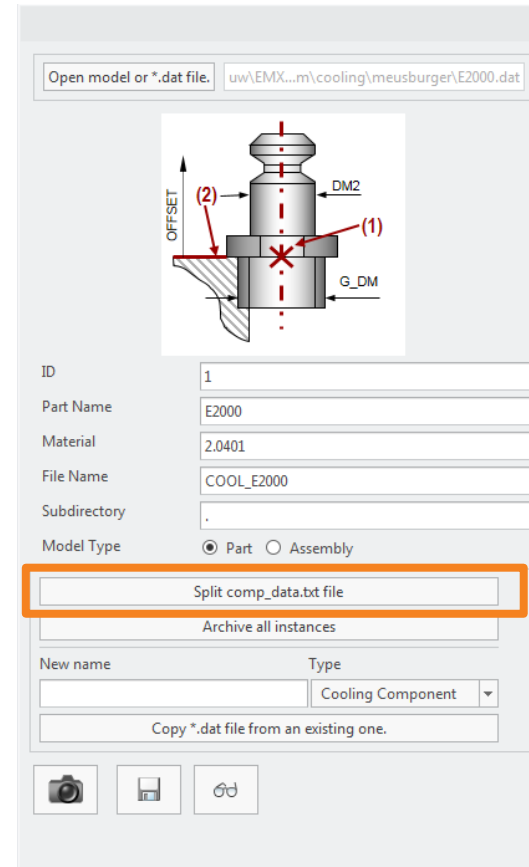 Open model or *.dat file. uw\EMX...m\cooling\meusburger\E2000.dat
OFFSET
(2)
DM2
(1)
G_DM
ID 1
Part Name E2000
Material 2.0401
File Name COOL_E2000
Subdirectory .
Model Type Part Assembly
Split comp_data.txt file
Archive all instances
New name Type
Cooling Component
Copy *.dat file from an existing one.